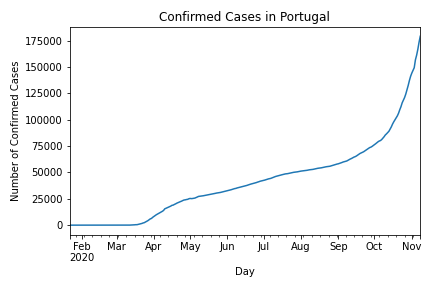 Confirmed Cases in Portugal
175000
150000
125000
100000
75000
50000
25000
0
Number of Confirmed Cases
Feb Mar Apr May Jun Jul Aug Sep Oct Nov
2020
Day